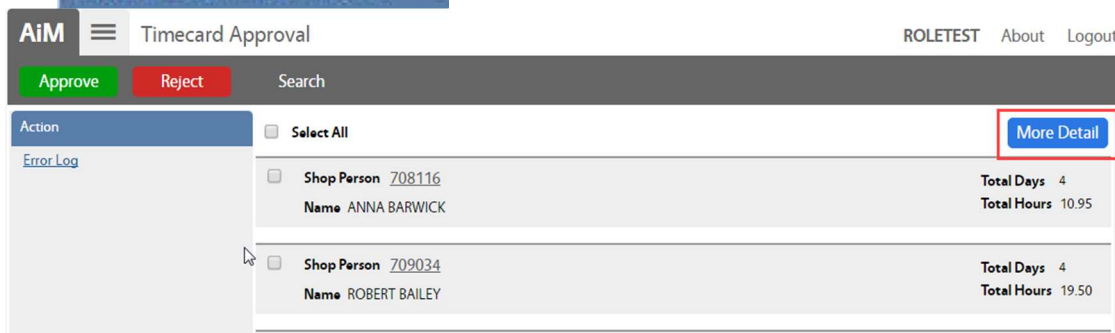 AiM Timecard Approval ROLETEST About Logout
Approve Reject Search
Action Select All More Detail
Error Log
Shop Person 708116 Total Days 4
Name ANNA BARWICK Total Hours 10.95
Shop Person 709034 Total Days 4
Name ROBERT BAILEY Total Hours 19.50